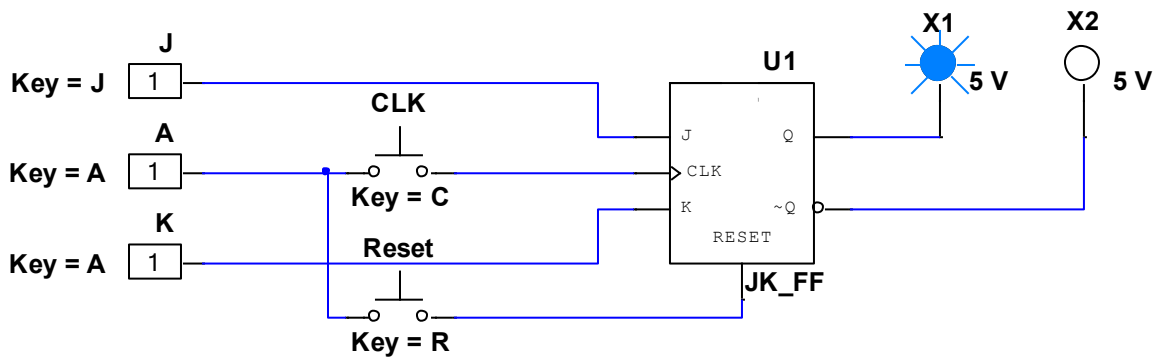 J
Key = J
1
A
Key = A
1
K
Key = A
1
CLK
Key = C
Reset
Key = R
U1
J
Q
CLK
K
~Q
RESET
JK_FF
X1
5 V
X2
5 V